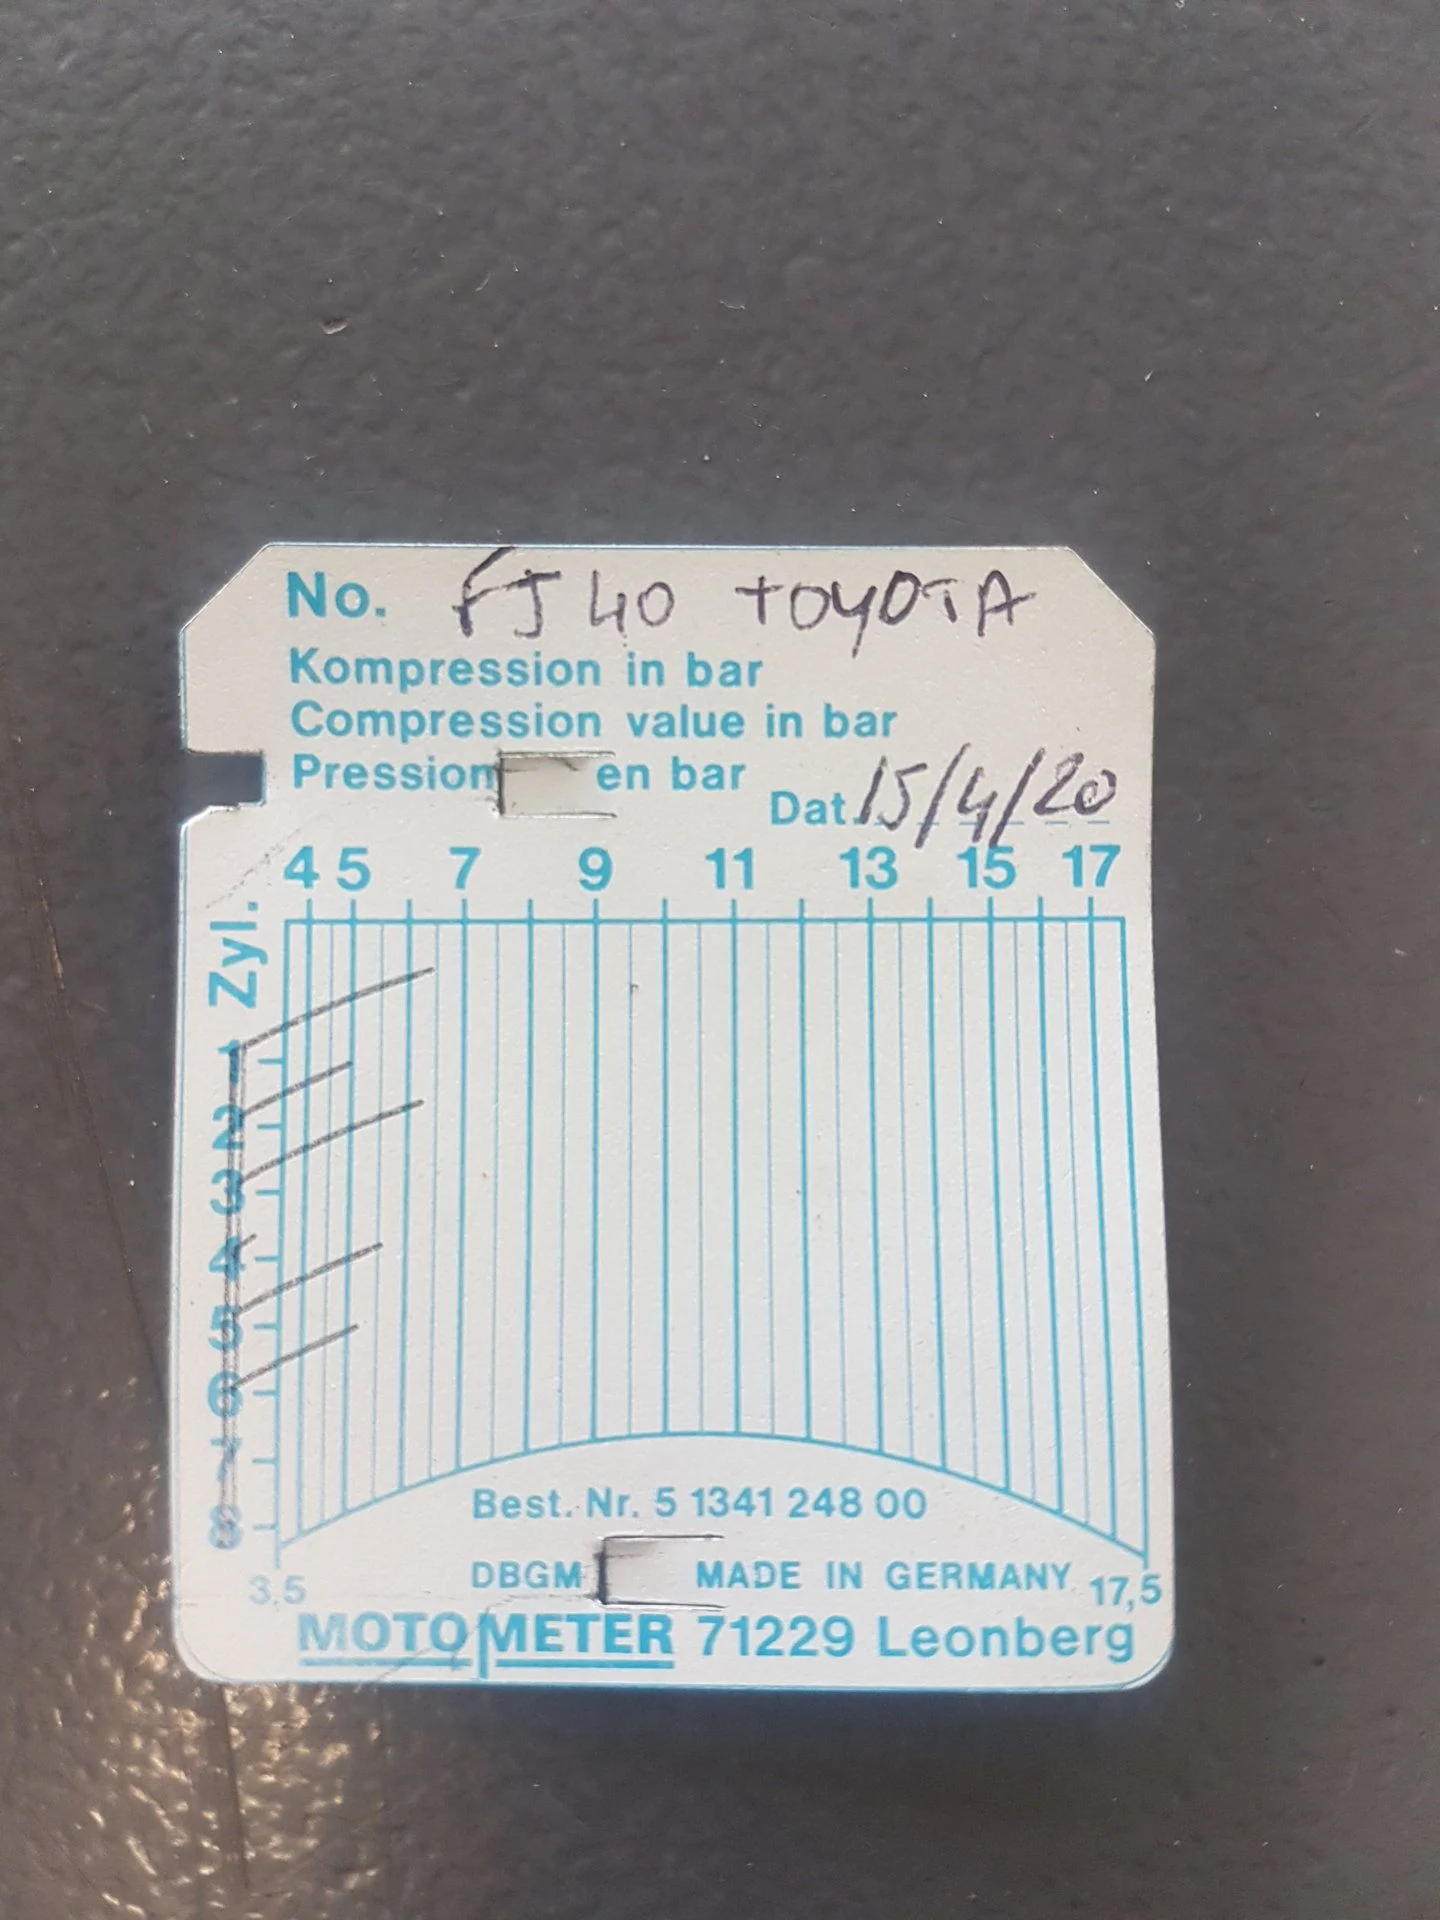 No. FJ 40 TOYOTA
Kompression in bar
Compression value in bar
Pression en bar
Dat. 15/4/20
4 5 7 9 11 13 15 17
Zyl.
1
2
3
4
5
6
7
8
3.5
17,5
Best. Nr. 5 1341 248 00
DBGM MADE IN GERMANY
MOTOMETER 71229 Leonberg